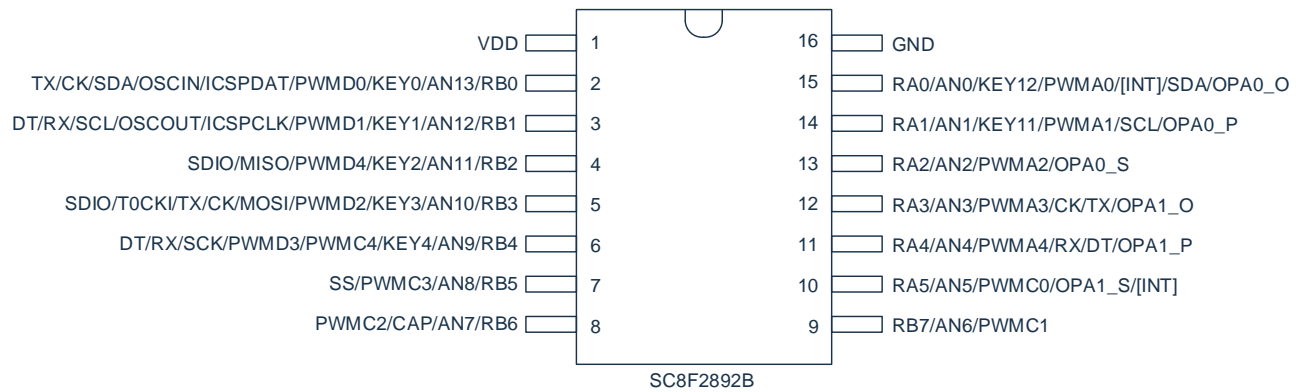 VDD 1 16 GND
TX/CK/SDA/OSCIN/ICSPDAT/PWMD0/KEY0/AN13/RB0 2 15 RA0/AN0/KEY12/PWMA0/[INT]/SDA/OPA0_O
DT/RX/SCL/OSCOUT/ICSPCLK/PWMD1/KEY1/AN12/RB1 3 14 RA1/AN1/KEY11/PWMA1/SCL/OPA0_P
SDIO/MISO/PWMD4/KEY2/AN11/RB2 4 13 RA2/AN2/PWMA2/OPA0_S
SDIO/T0CKI/TX/CK/MOSI/PWMD2/KEY3/AN10/RB3 5 12 RA3/AN3/PWMA3/CK/TX/OPA1_O
DT/RX/SCK/PWMD3/PWMC4/KEY4/AN9/RB4 6 11 RA4/AN4/PWMA4/RX/DT/OPA1_P
SS/PWMC3/AN8/RB5 7 10 RA5/AN5/PWMC0/OPA1_S/[INT]
PWMC2/CAP/AN7/RB6 8 9 RB7/AN6/PWMC1
SC8F2892B